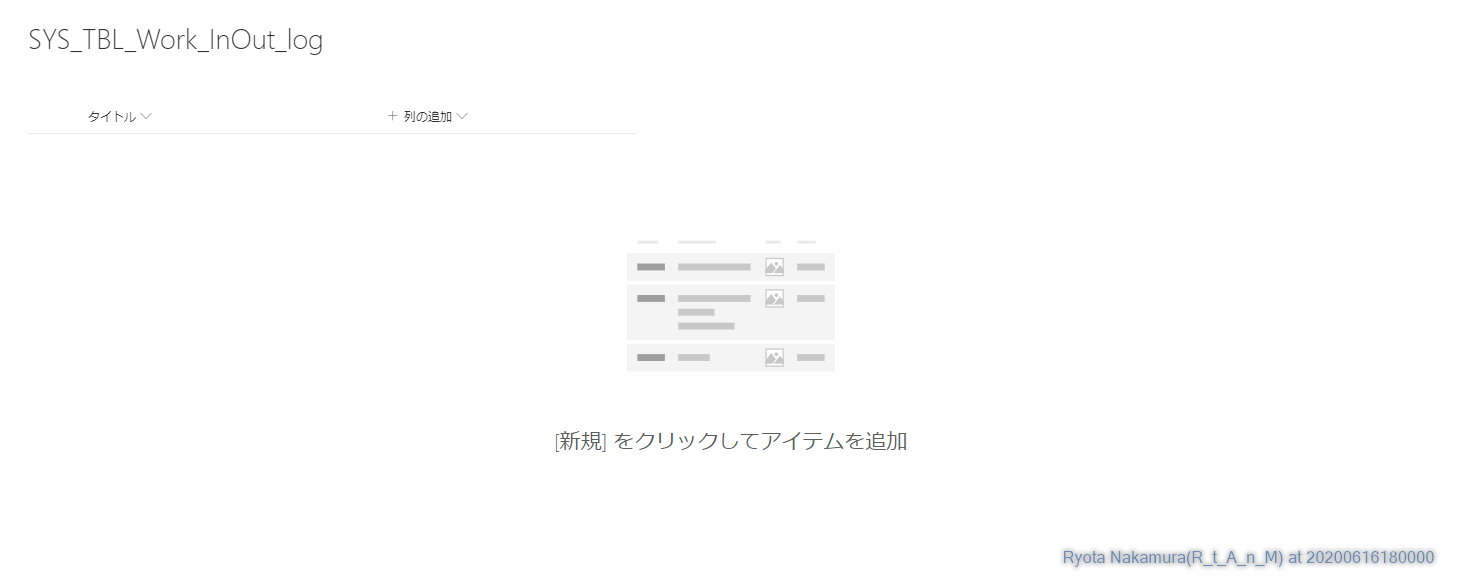 SYS_TBL_Work_InOut_log
タイトル
+ 列の追加
[新規] をクリックしてアイテムを追加
Ryota Nakamura(R_t_A_n_M) at 20200616180000